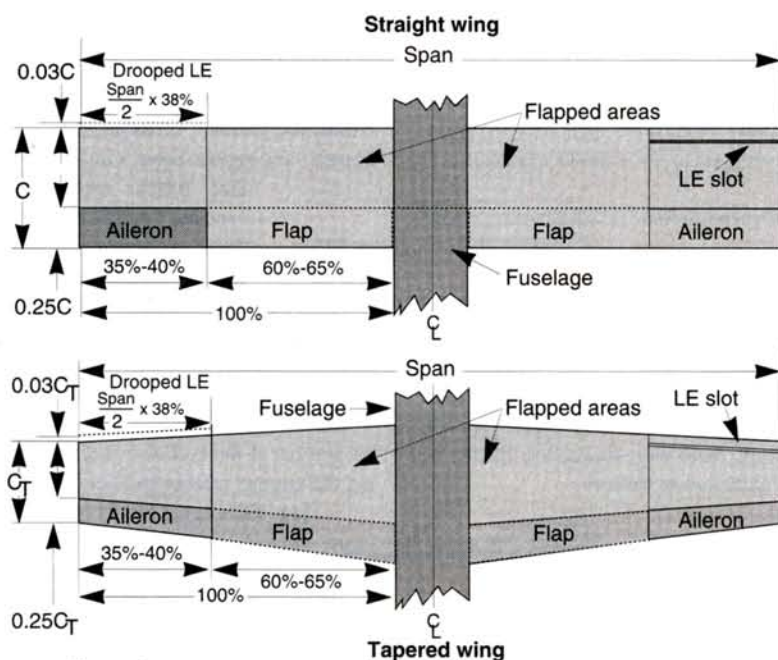 Straight wing
Span
0.03C
Drooped LE
Span
2
x 38%
Flapped areas
C
LE slot
Aileron
Flap
Flap
Aileron
35%-40%
60%-65%
Fuselage
0.25C
100%
CL
Span
Drooped LE
0.03CT
Span
2
x 38%
Fuselage
Flapped areas
LE slot
CT
Aileron
Flap
Flap
Aileron
35%-40%
60%-65%
100%
0.25CT
CL
Tapered wing